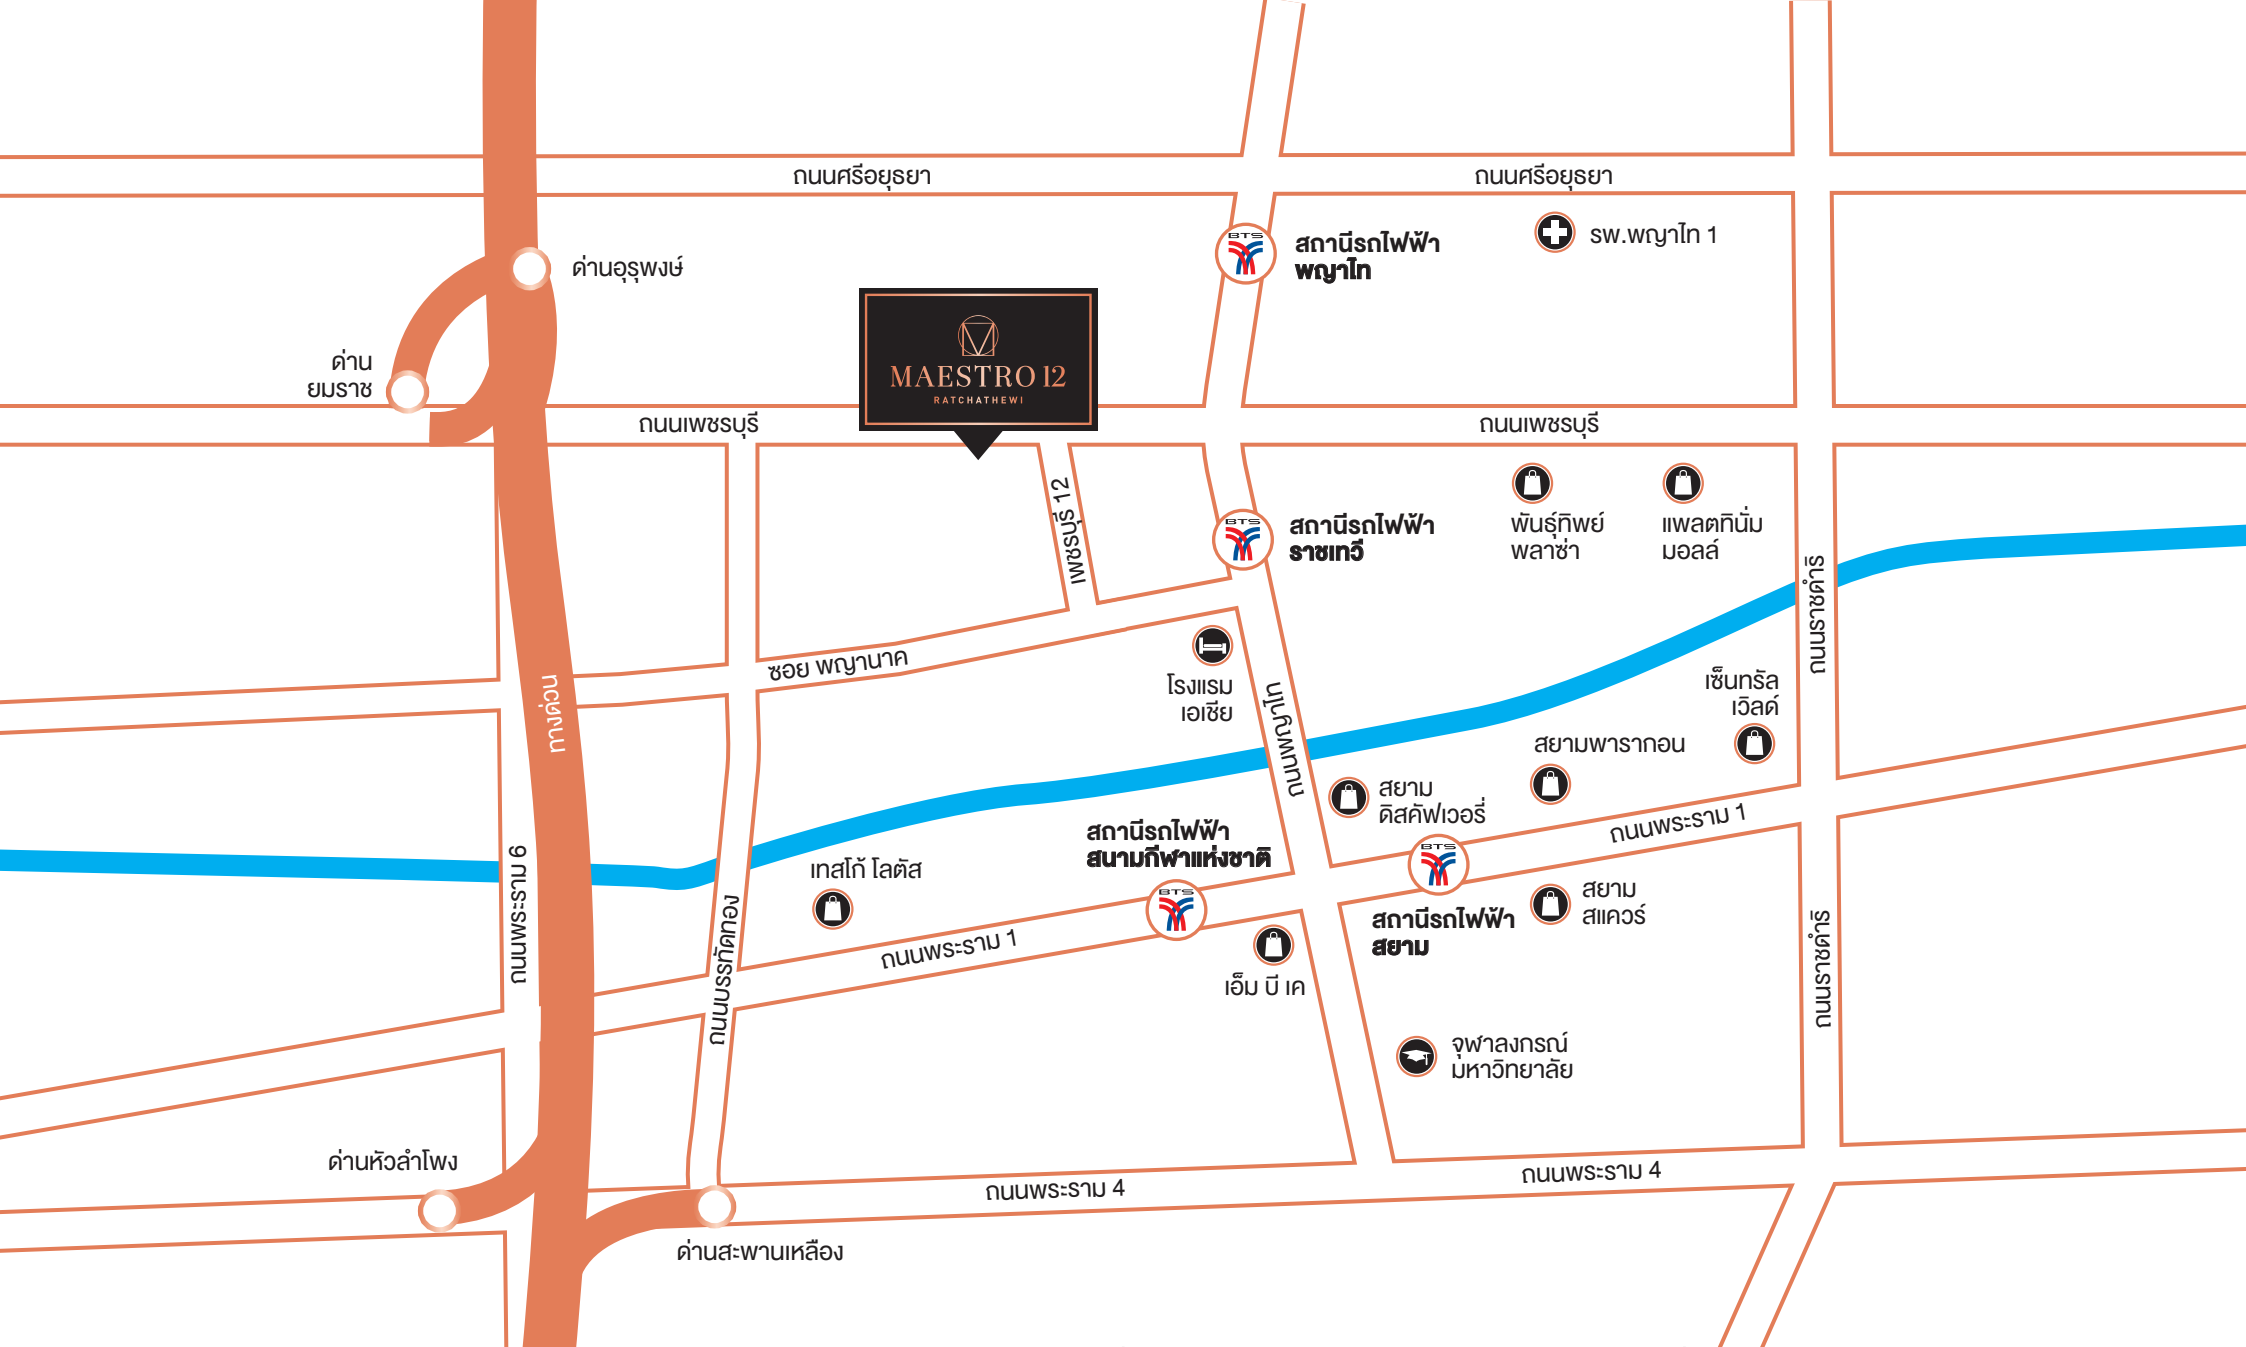 ถนนศรีอยุธยา
ถนนศรีอยุธยา
BTS
สถานีรถไฟฟ้า
พญาไท
รพ.พญาไท 1
ด่านอุรุพงษ์
ด่าน
ยมราช
MAESTRO 12
RATCHATHEWI
ถนนเพชรบุรี
ถนนเพชรบุรี
เพชรบุรี 12
BTS
สถานีรถไฟฟ้า
ราชเทวี
พันธุ์ทิพย์
พลาซ่า
แพลตทินั่ม
มอลล์
ถนนราชดำริ
ซอย พญานาค
ทางด่วน
โรงแรม
เอเชีย
ถนนพญาไท
เซ็นทรัล
เวิลด์
สยามพารากอน
สยาม
ดิสคัฟเวอรี่
ถนนพระราม 1
สถานีรถไฟฟ้า
สนามกีฬาแห่งชาติ
BTS
BTS
สถานีรถไฟฟ้า
สยาม
สยาม
สแควร์
เทสโก้ โลตัส
ถนนพระราม 6
ถนนบรรทัดทอง
ถนนพระราม 1
เอ็ม บี เค
ถนนราชดำริ
จุฬาลงกรณ์
มหาวิทยาลัย
ด่านหัวลำโพง
ถนนพระราม 4
ถนนพระราม 4
ด่านสะพานเหลือง